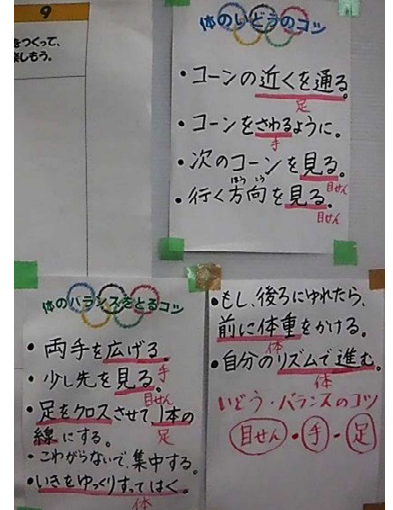 9
をつくって、
楽しもう。
体のいどうのコツ
・コーンの近くを通る。
足
・コーンをさわるように。
手
・次のコーンを見る。
目せん
ほうこう
・行く方向を見る。
目せん
体のバランスをとるコツ
・両手を広げる。
手
・少し先を見る。
目せん
・足をクロスさせて1本の
足
線にする。
・こわがらないで、集中する。
・いきをゆっくりすってはく。
体
・もし、後ろにゆれたら、
前に体重をかける。
体
・自分のリズムで進む。
体
いどう・バランスのコツ
目せん・手・足